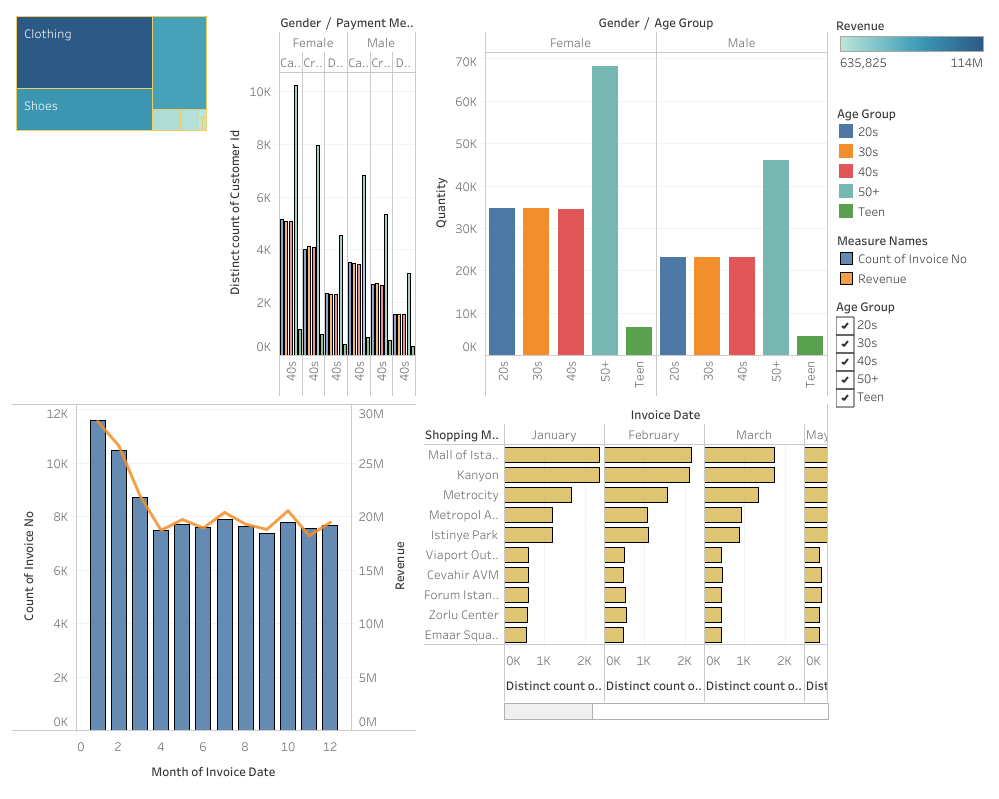 Clothing
Shoes
Gender / Payment Me..
Female Male
Ca.. Cr.. D.. Ca.. Cr.. D..
Distinct count of Customer Id
10K
8K
6K
4K
2K
0K
40s 40s 40s 40s 40s 40s
Gender / Age Group
Female Male
Quantity
70K
60K
50K
40K
30K
20K
10K
0K
20s 30s 40s 50+ Teen 20s 30s 40s 50+ Teen
Revenue
635,825 114M
Age Group
20s
30s
40s
50+
Teen
Measure Names
Count of Invoice No
Revenue
Age Group
20s
30s
40s
50+
Teen
Count of Invoice No
12K
10K
8K
6K
4K
2K
0K
30M
25M
20M
15M
10M
5M
0M
Revenue
0 2 4 6 8 10 12
Month of Invoice Date
Invoice Date
Shopping M.. January February March May
Mall of Ista..
Kanyon
Metrocity
Metropol A..
Istinye Park
Viaport Out..
Cevahir AVM
Forum Istan..
Zorlu Center
Emaar Squa..
0K 1K 2K 0K 1K 2K 0K 1K 2K 0K
Distinct count o.. Distinct count o.. Distinct count o.. Dist